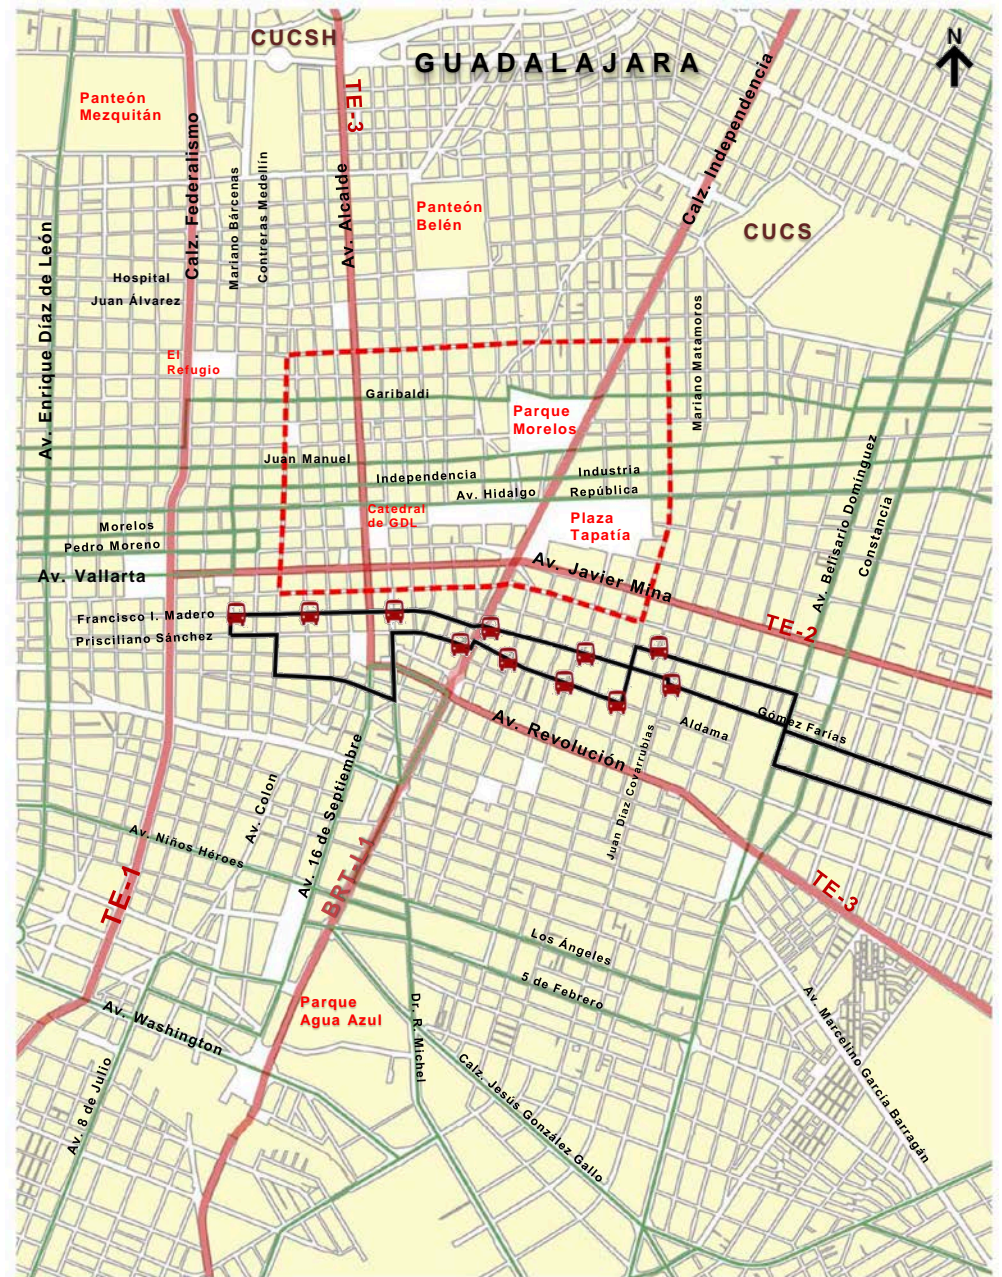 CUCSH
N
GUADALAJARA
Panteón
Mezquitán
TE-3
Calz. Independencia
Calz. Federalismo
Mariano Bárcenas
Contreras Medellín
Av. Alcalde
Panteón
Belén
CUCS
Av. Enrique Díaz de León
Hospital
Juan Álvarez
Mariano Matamoros
El
Refugio
Garibaldi
Parque
Morelos
Juan Manuel
Independencia
Industria
Av. Hidalgo
República
Av. Belisario Domínguez
Constancia
Catedral
de GDL
Plaza
Tapatía
Morelos
Pedro Moreno
Av. Vallarta
Av. Javier Mina
Francisco I. Madero
Prisciliano Sánchez
TE-2
Gómez Farías
Aldama
Av. Revolución
Juan Díaz Covarrubias
Av. Colon
Av. 16 de Septiembre
Av. Niños Héroes
BRT-L1
TE-1
TE-3
Los Ángeles
5 de Febrero
Parque
Agua Azul
Av. Washington
Dr. R. Michel
Av. Marcelino García Barragán
Calz. Jesús González Gallo
Av. 8 de Julio